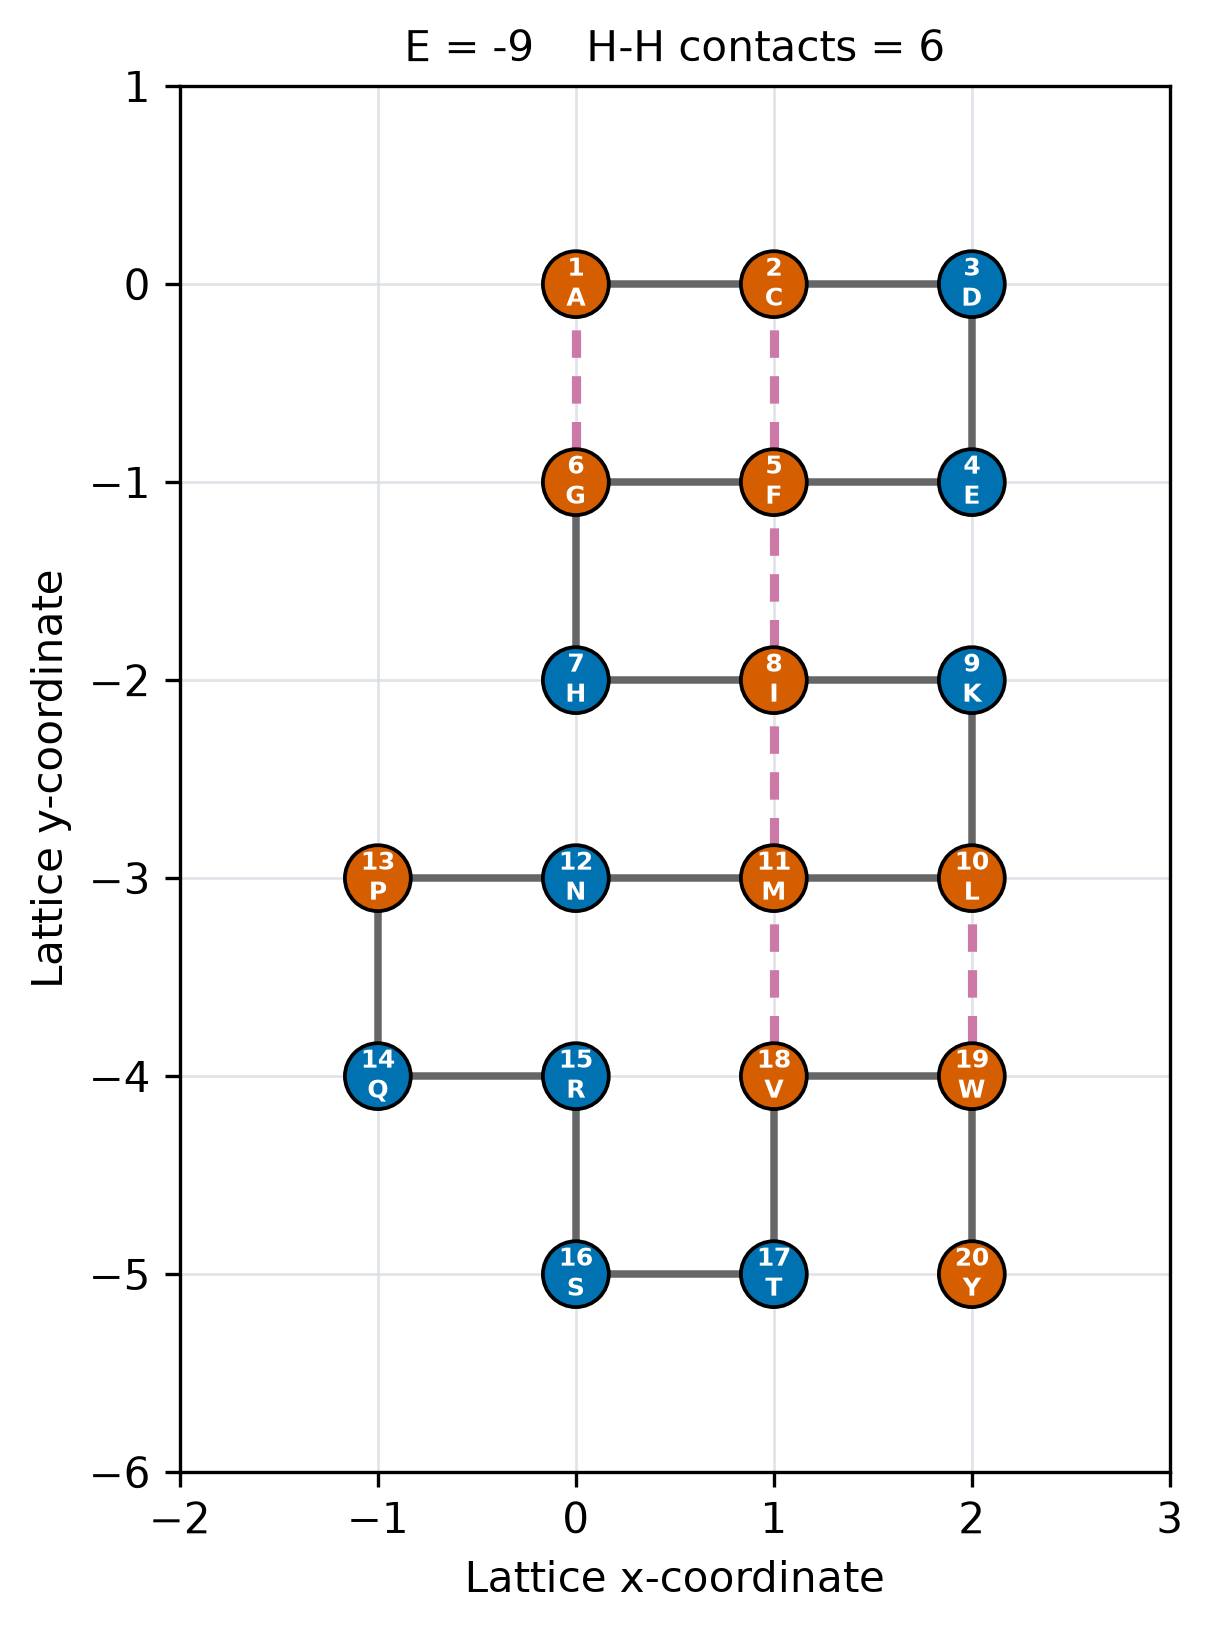 E = -9    H-H contacts = 6
1
0
−1
−2
−3
−4
−5
−6
Lattice y-coordinate
1
A
2
C
3
D
6
G
5
F
4
E
7
H
8
I
9
K
13
P
12
N
11
M
10
L
14
Q
15
R
18
V
19
W
16
S
17
T
20
Y
−2 −1 0 1 2 3
Lattice x-coordinate